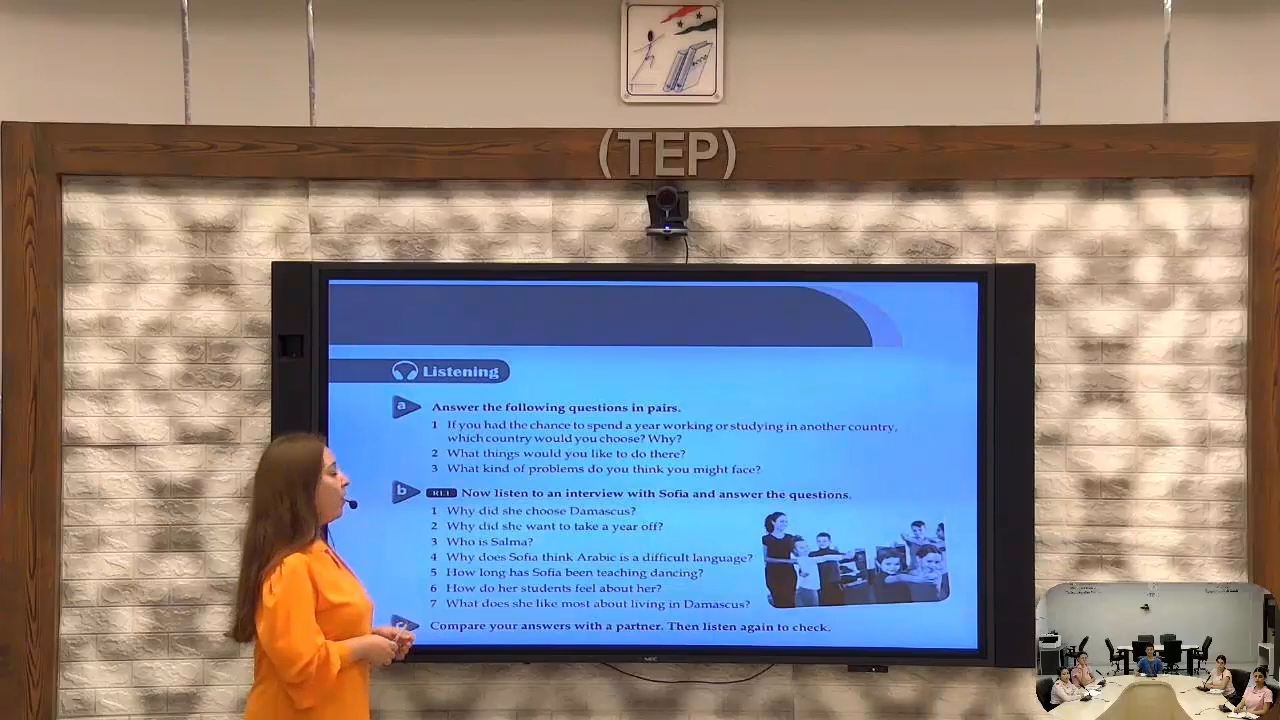 (TEP)
Listening
a Answer the following questions in pairs.
1 If you had the chance to spend a year working or studying in another country,
which country would you choose? Why?
2 What things would you like to do there?
3 What kind of problems do you think you might face?
b R1.1 Now listen to an interview with Sofia and answer the questions.
1 Why did she choose Damascus?
2 Why did she want to take a year off?
3 Who is Salma?
4 Why does Sofia think Arabic is a difficult language?
5 How long has Sofia been teaching dancing?
6 How do her students feel about her?
7 What does she like most about living in Damascus?
Compare your answers with a partner. Then listen again to check.
NEC